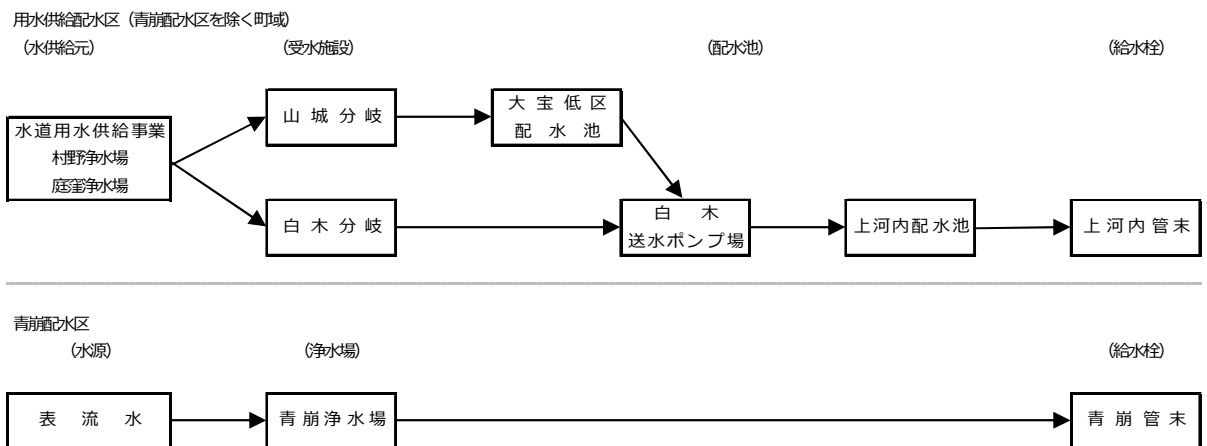 用水供給配水区（青崩配水区を除く町域）
（水供給元）
（受水施設）
（配水池）
（給水栓）
水道用水供給事業
村野浄水場
庭窪浄水場
山城分岐
大宝低区
配水池
白木分岐
白木
送水ポンプ場
上河内配水池
上河内管末
青崩配水区
（水源）
（浄水場）
（給水栓）
表流水
青崩浄水場
青崩管末